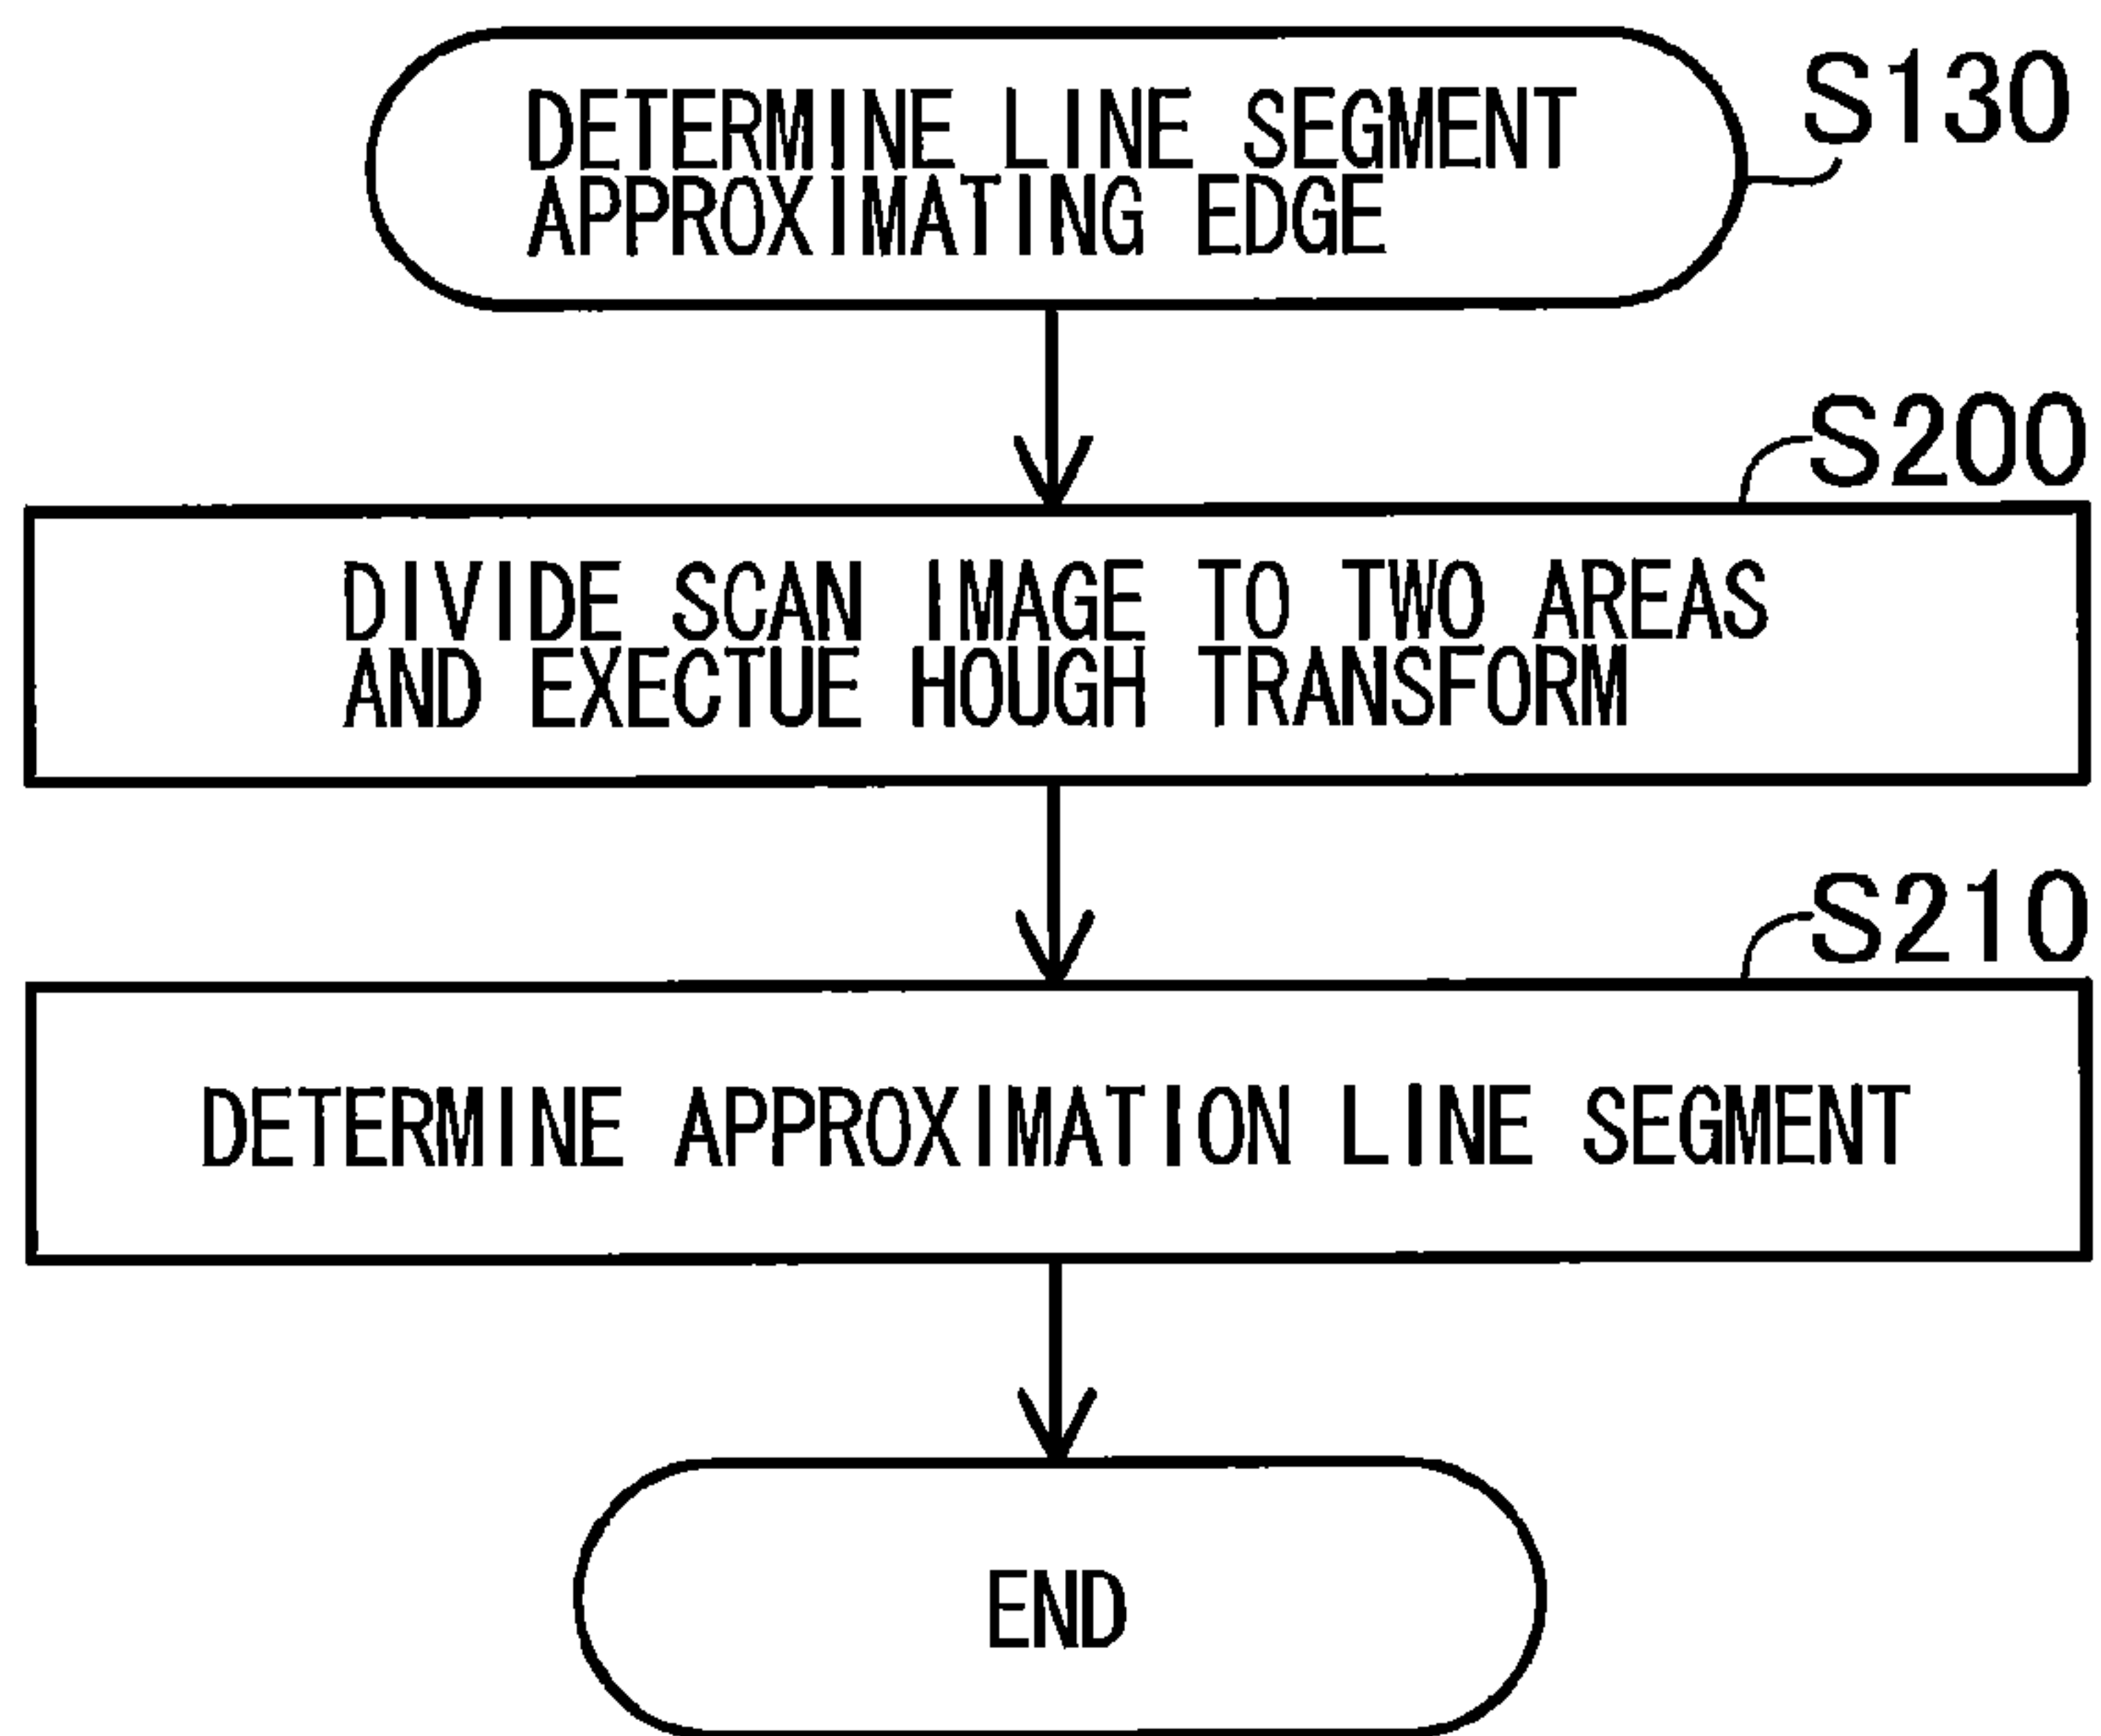 DETERMINE LINE SEGMENT
APPROXIMATING EDGE
S130
S200
DIVIDE SCAN IMAGE TO TWO AREAS
AND EXECTUE HOUGH TRANSFORM
S210
DETERMINE APPROXIMATION LINE SEGMENT
END